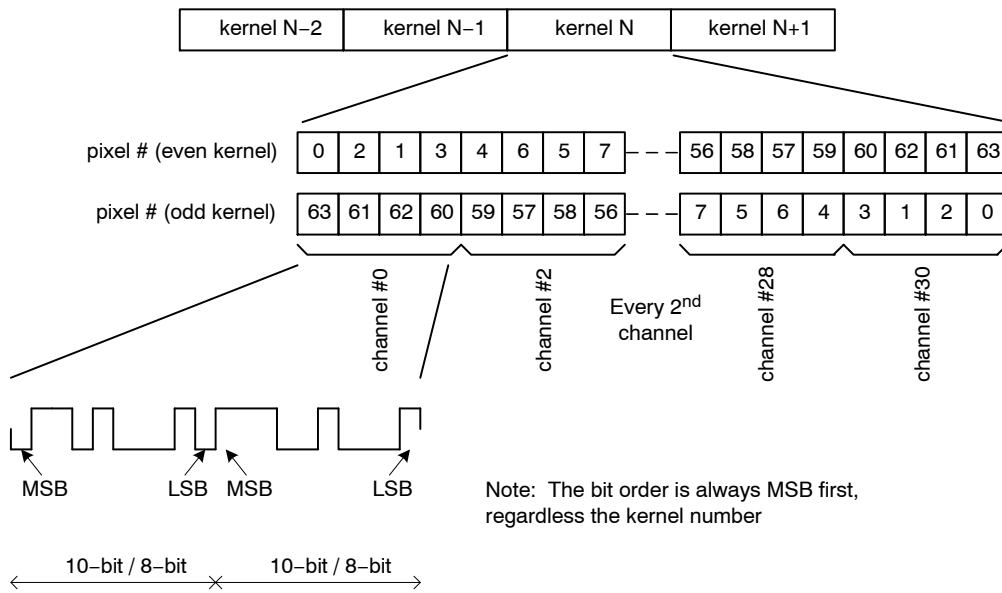 kernel N−2 kernel N−1 kernel N kernel N+1
pixel # (even kernel) 0 2 1 3 4 6 5 7 56 58 57 59 60 62 61 63
pixel # (odd kernel) 63 61 62 60 59 57 58 56 7 5 6 4 3 1 2 0
channel #0
channel #2
Every 2nd
channel
channel #28
channel #30
MSB LSB MSB LSB
Note: The bit order is always MSB first,
regardless the kernel number
10−bit / 8−bit 10−bit / 8−bit